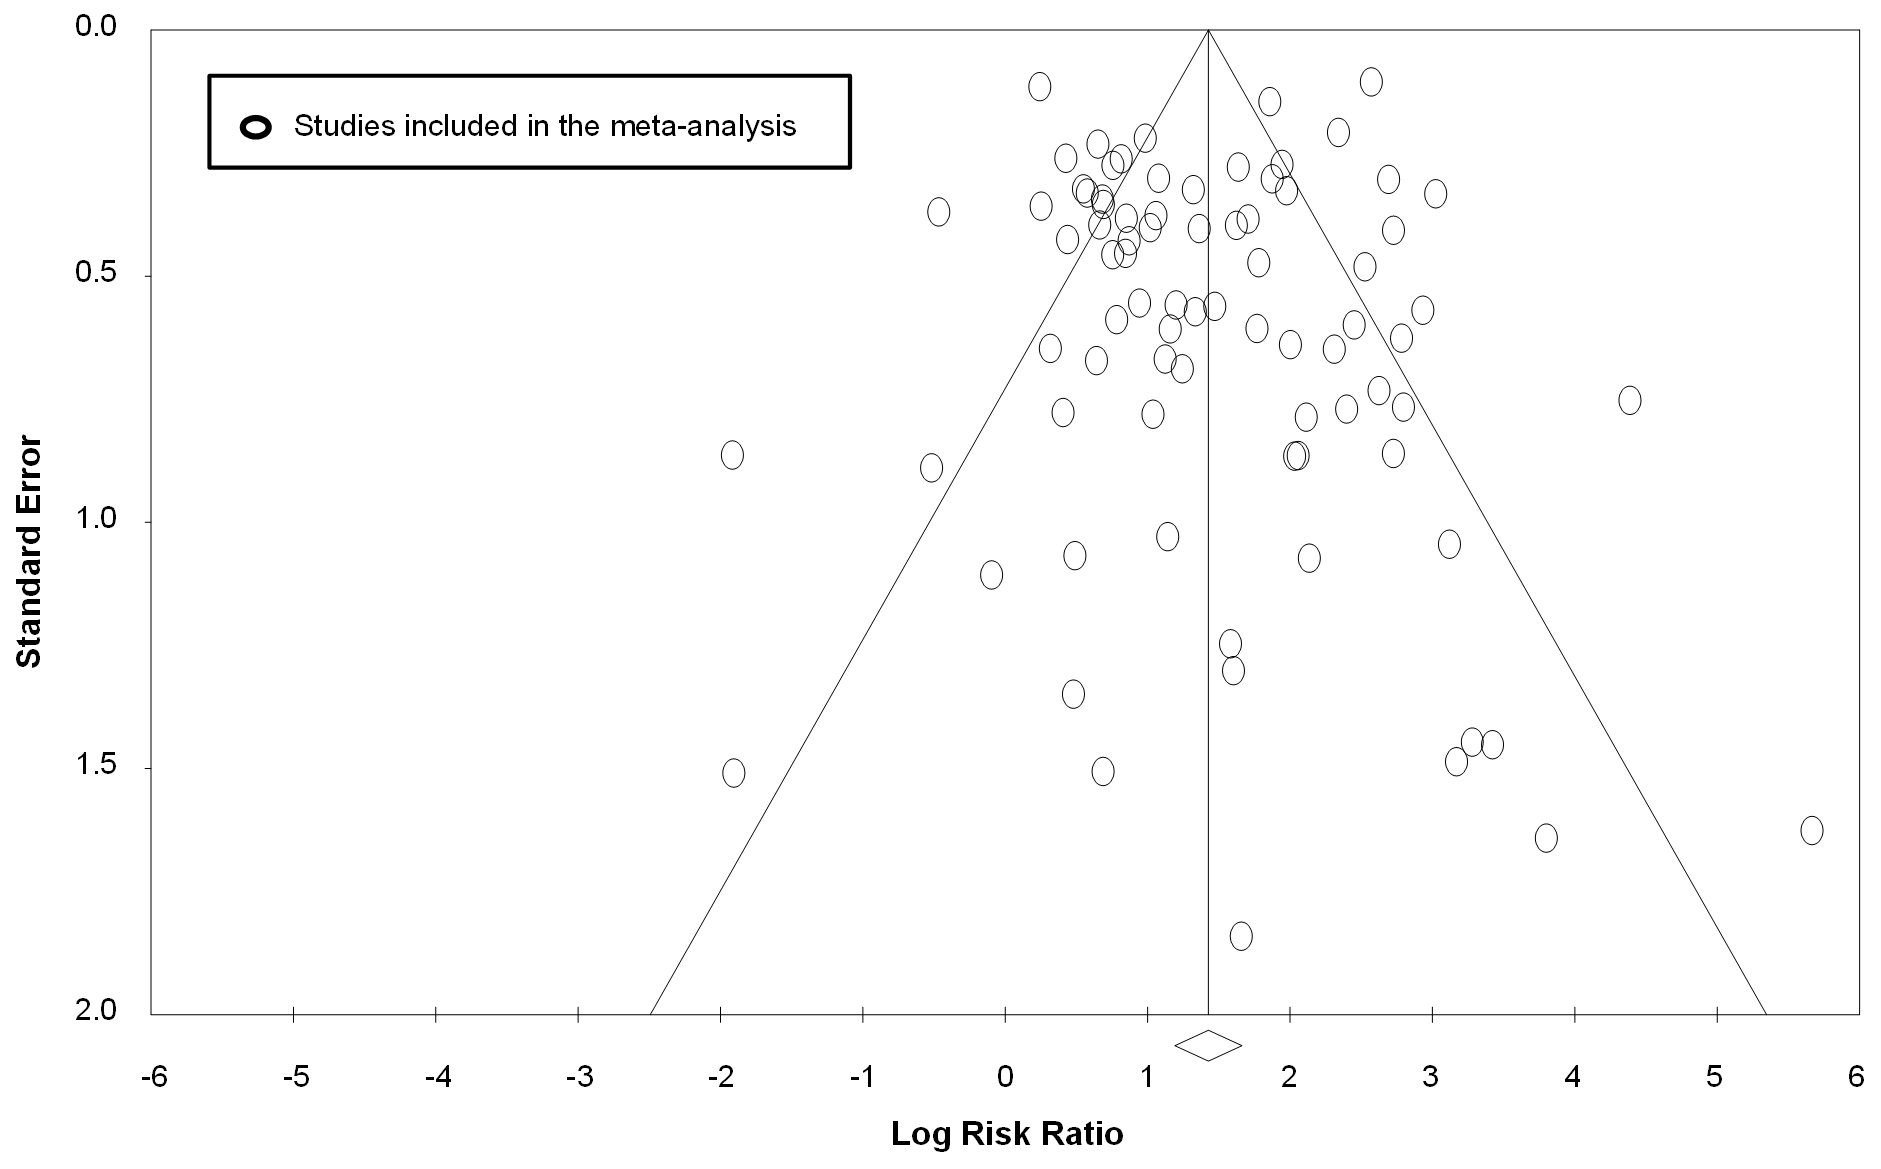 0.0
Studies included in the meta-analysis
0.5
1.0
1.5
2.0
Standard Error
-6 -5 -4 -3 -2 -1 0 1 2 3 4 5 6
Log Risk Ratio